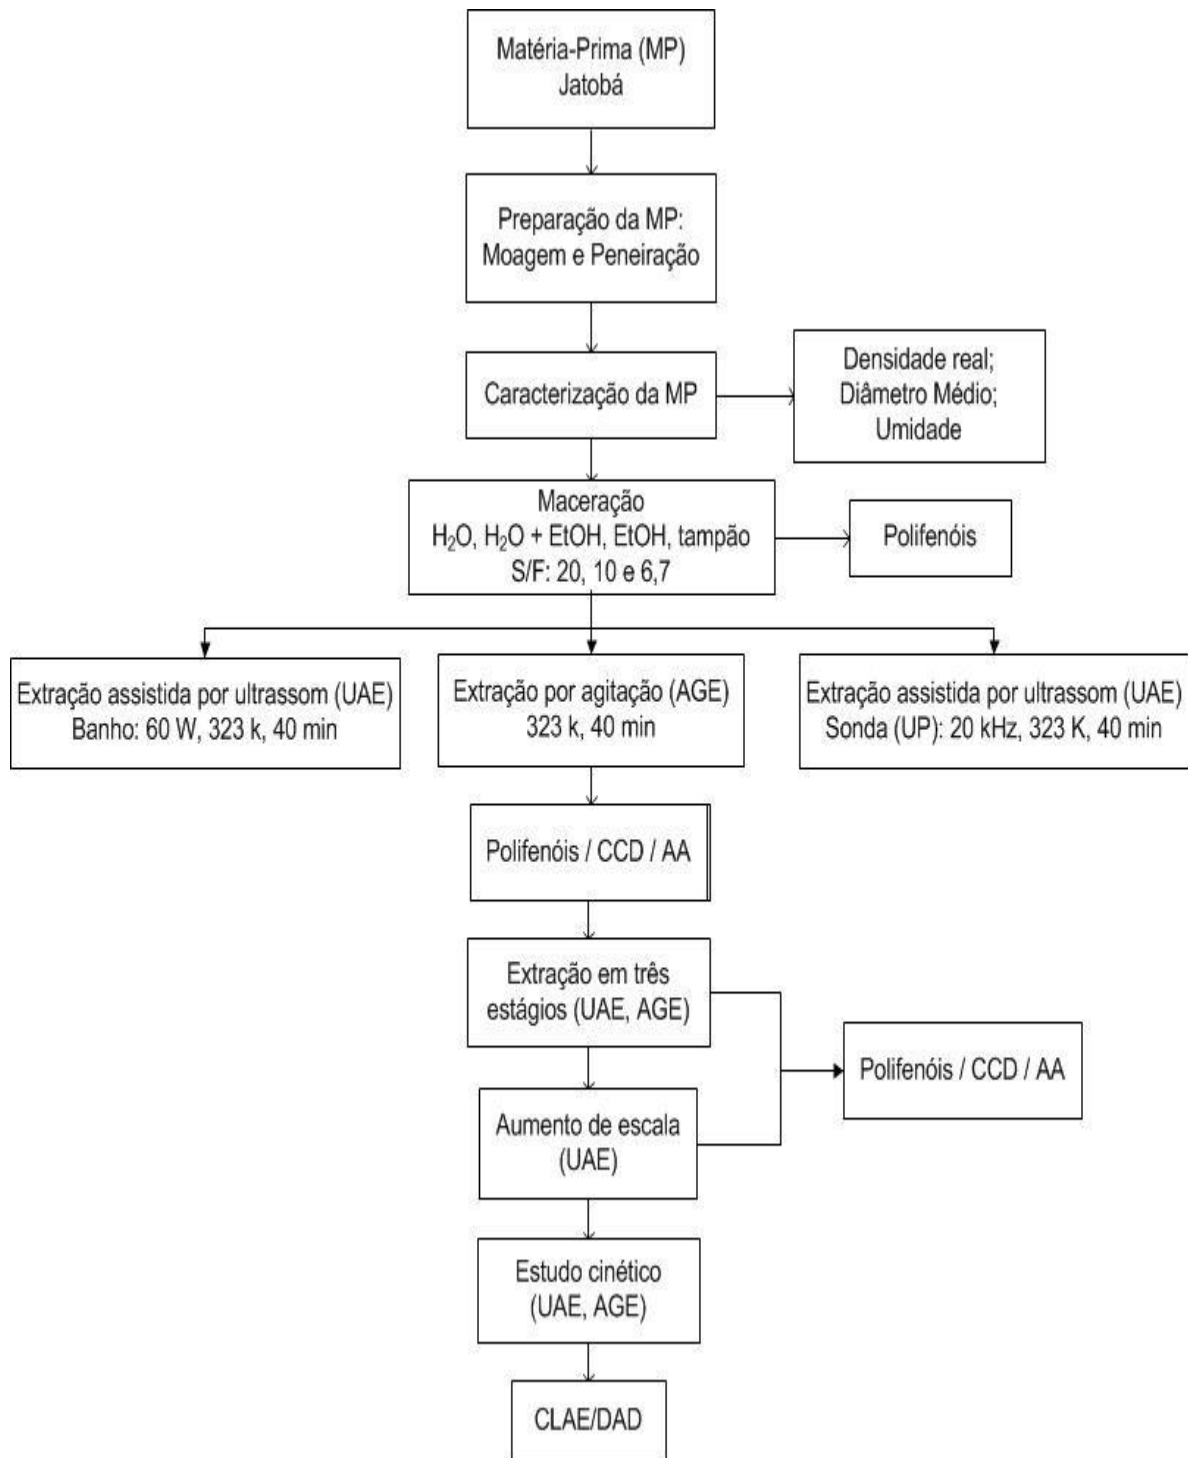 Matéria-Prima (MP)
Jatobá
Preparação da MP:
Moagem e Peneiração
Caracterização da MP
Densidade real;
Diâmetro Médio;
Umidade
Maceração
H₂O, H₂O + EtOH, EtOH, tampão
S/F: 20, 10 e 6,7
Polifenóis
Extração assistida por ultrassom (UAE)
Banho: 60 W, 323 k, 40 min
Extração por agitação (AGE)
323 k, 40 min
Extração assistida por ultrassom (UAE)
Sonda (UP): 20 kHz, 323 K, 40 min
Polifenóis / CCD / AA
Extração em três
estágios (UAE, AGE)
Polifenóis / CCD / AA
Aumento de escala
(UAE)
Estudo cinético
(UAE, AGE)
CLAE/DAD